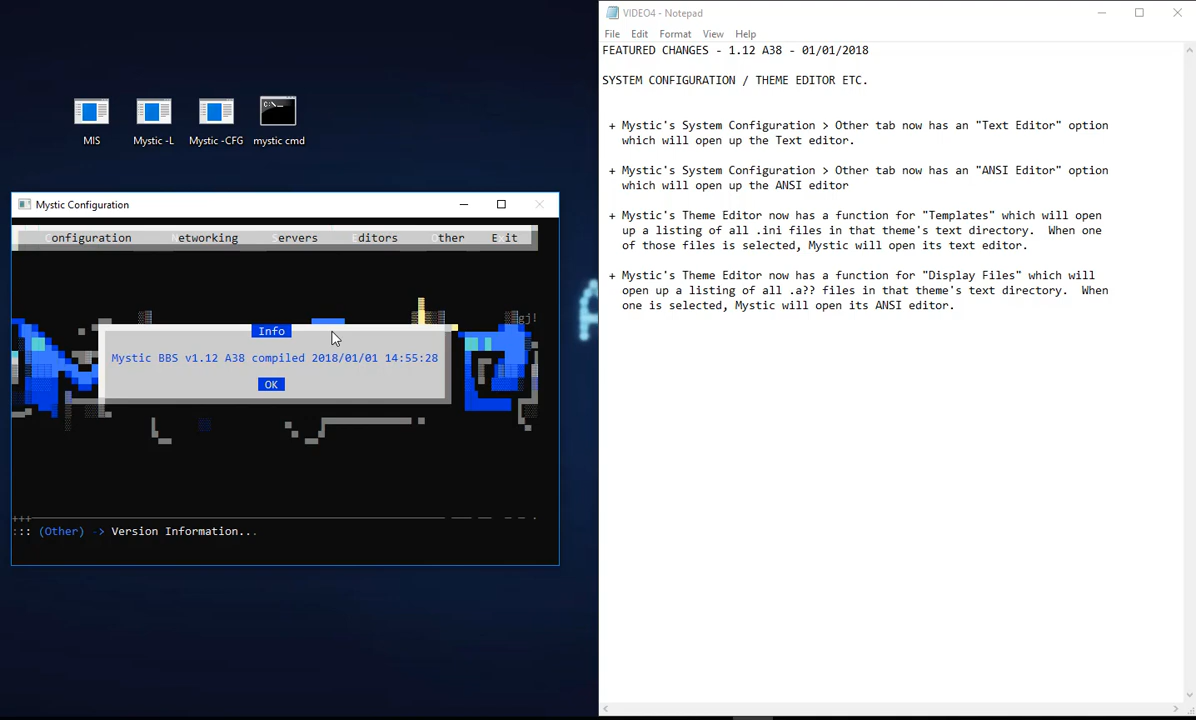 VIDEO4 - Notepad
File Edit Format View Help
FEATURED CHANGES - 1.12 A38 - 01/01/2018
SYSTEM CONFIGURATION / THEME EDITOR ETC.
+ Mystic's System Configuration > Other tab now has an "Text Editor" option
which will open up the Text editor.
+ Mystic's System Configuration > Other tab now has an "ANSI Editor" option
which will open up the ANSI editor
+ Mystic's Theme Editor now has a function for "Templates" which will open
up a listing of all .ini files in that theme's text directory. When one
of those files is selected, Mystic will open its text editor.
+ Mystic's Theme Editor now has a function for "Display Files" which will
open up a listing of all .a?? files in that theme's text directory. When
one is selected, Mystic will open its ANSI editor.
MIS Mystic -L Mystic -CFG mystic cmd
C:\_
Mystic Configuration
Configuration Networking Servers Editors Other Exit
gj!
Info
Mystic BBS v1.12 A38 compiled 2018/01/01 14:55:28
OK
+++
::: (Other) -> Version Information...